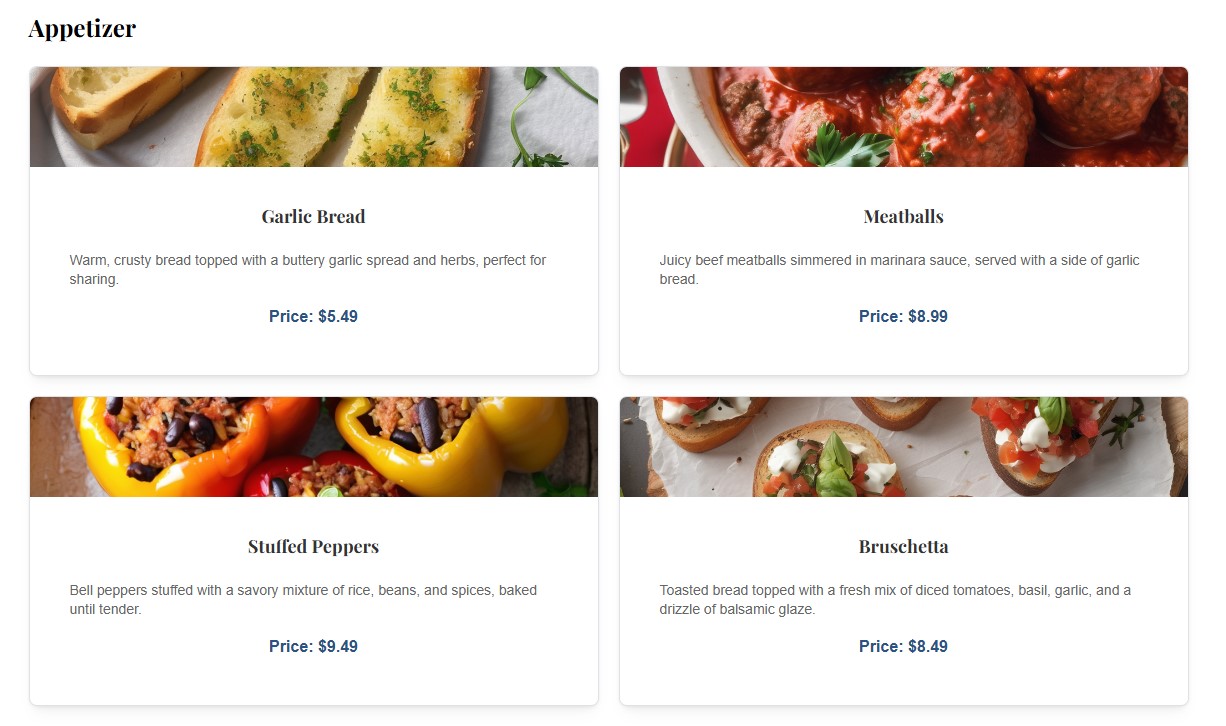 Appetizer
Garlic Bread
Warm, crusty bread topped with a buttery garlic spread and herbs, perfect for
sharing.
Price: $5.49
Meatballs
Juicy beef meatballs simmered in marinara sauce, served with a side of garlic
bread.
Price: $8.99
Stuffed Peppers
Bell peppers stuffed with a savory mixture of rice, beans, and spices, baked
until tender.
Price: $9.49
Bruschetta
Toasted bread topped with a fresh mix of diced tomatoes, basil, garlic, and a
drizzle of balsamic glaze.
Price: $8.49